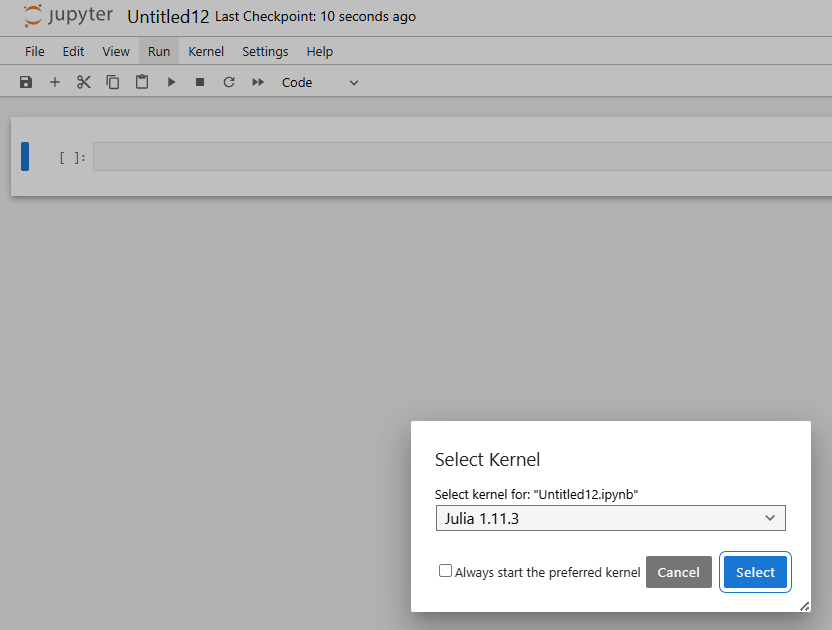 jupyter Untitled12 Last Checkpoint: 10 seconds ago
File Edit View Run Kernel Settings Help
Code
[ ]:
Select Kernel
Select kernel for: "Untitled12.ipynb"
Julia 1.11.3
Always start the preferred kernel Cancel Select